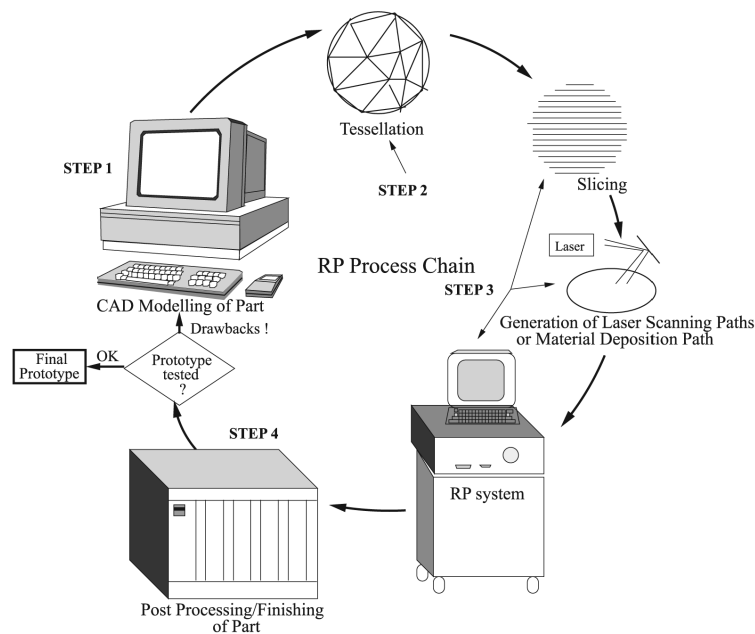 STEP 1
Tessellation
STEP 2
Slicing
Laser
RP Process Chain
STEP 3
CAD Modelling of Part
Generation of Laser Scanning Paths
or Material Deposition Path
Drawbacks !
OK
Final
Prototype
Prototype
tested
?
STEP 4
RP system
Post Processing/Finishing
of Part